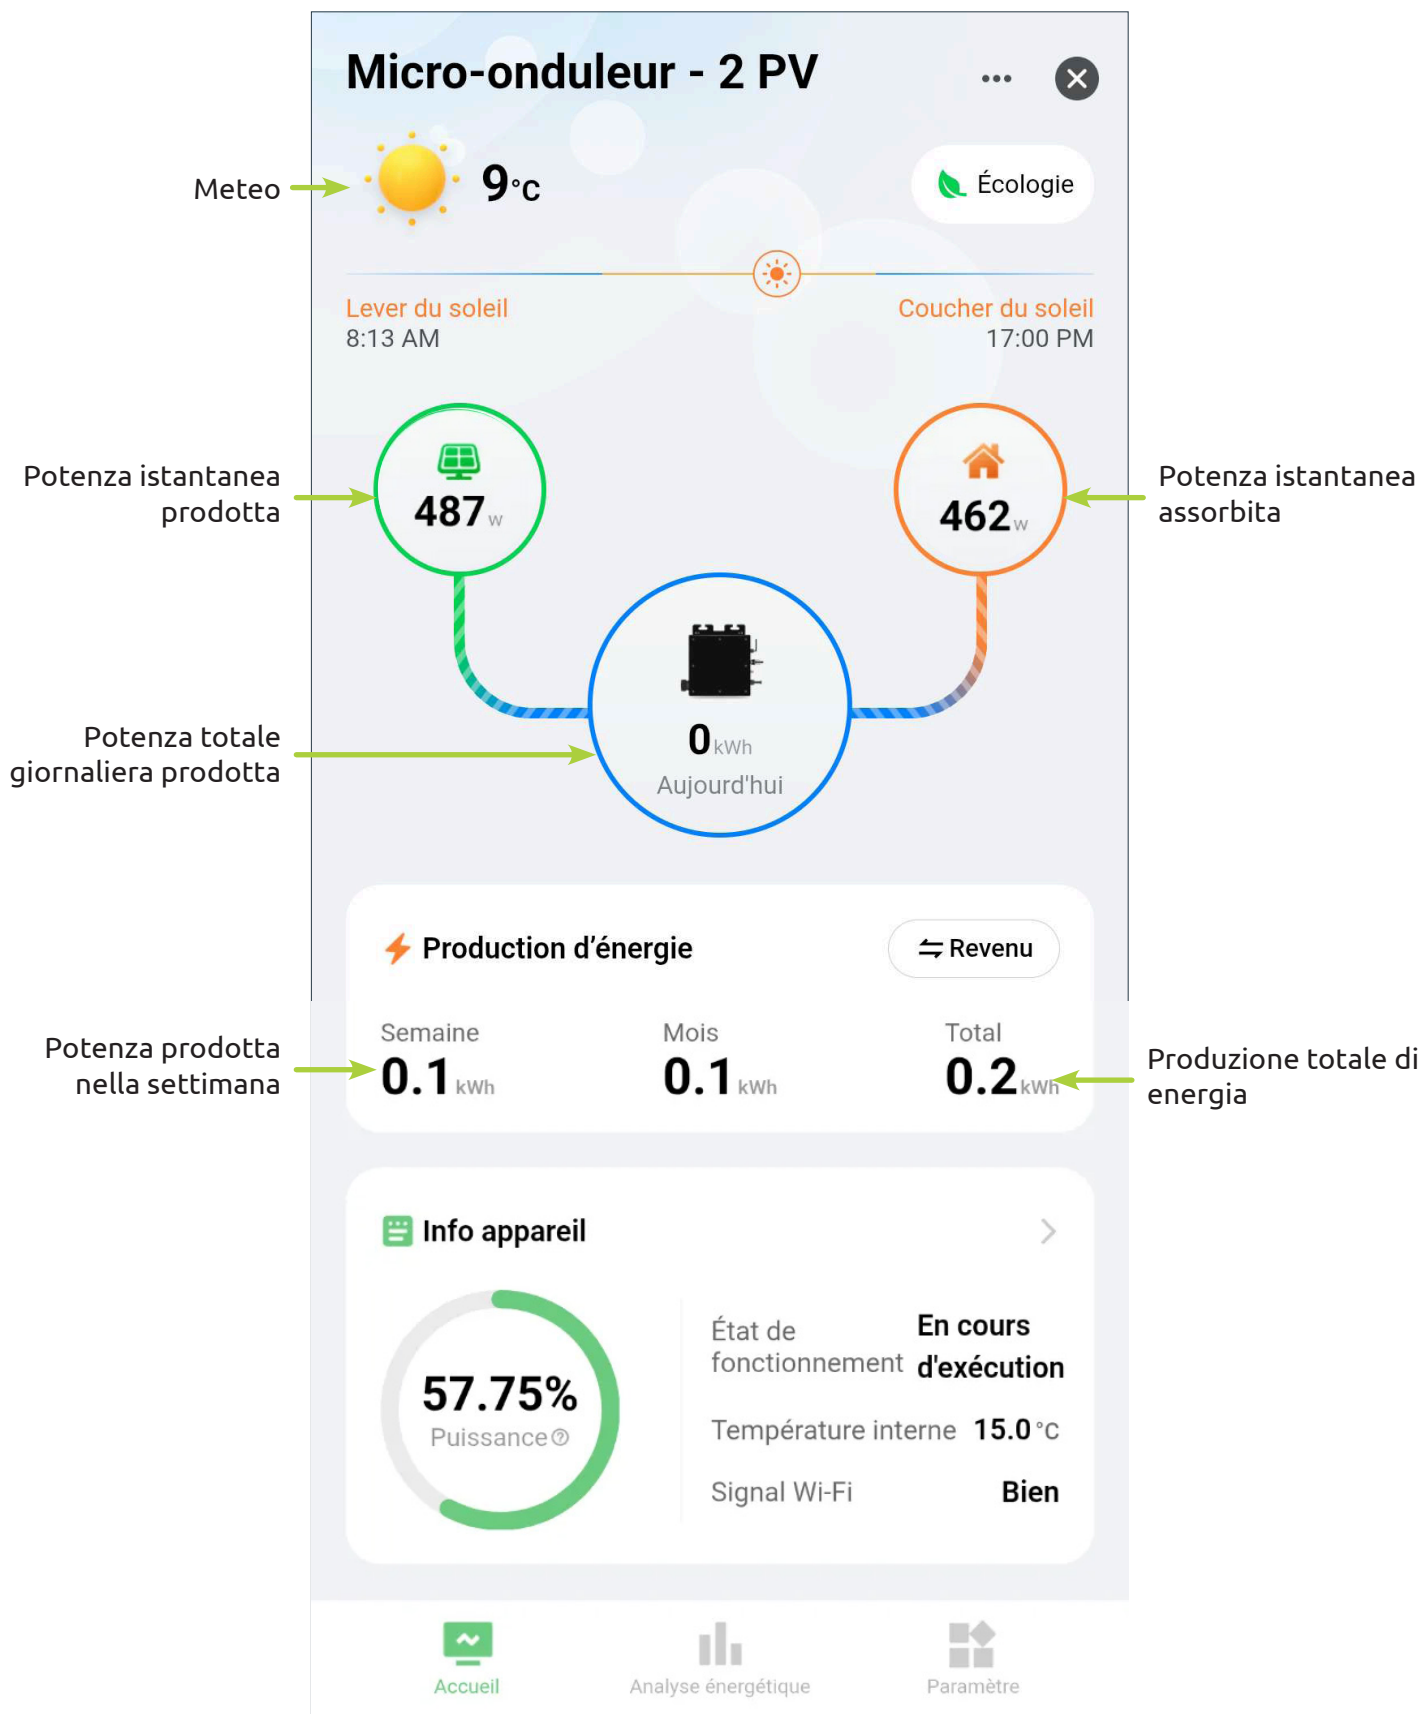 Micro-onduleur - 2 PV
Meteo
9°C
Écologie
Lever du soleil
Coucher du soleil
8:13 AM
17:00 PM
Potenza istantanea
prodotta
487 w
462 w
Potenza istantanea
assorbita
Potenza totale
giornaliera prodotta
0 kWh
Aujourd'hui
Production d’énergie
Revenu
Potenza prodotta
nella settimana
Semaine
Mois
Total
0.1 kWh
0.1 kWh
0.2 kWh
Produzione totale di
energia
Info appareil
57.75%
Puissance
État de
fonctionnement
En cours
d'exécution
Température interne 15.0 °C
Signal Wi-Fi Bien
Accueil
Analyse énergétique
Paramètre